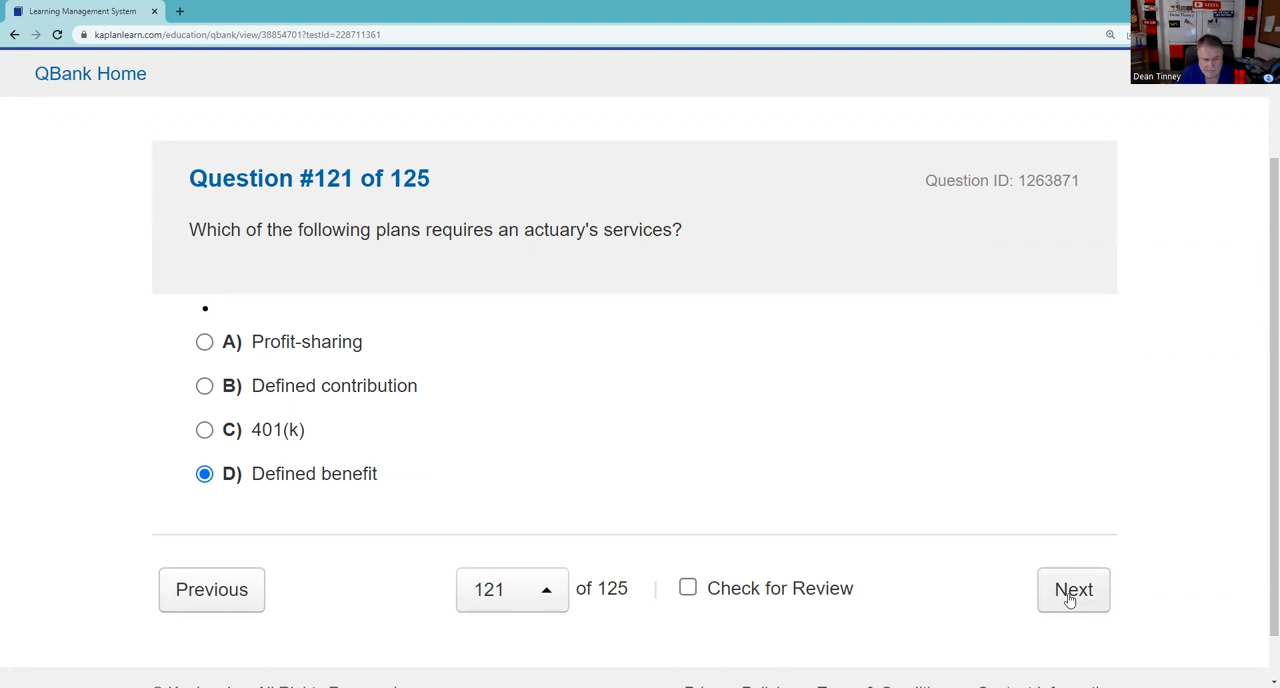 Learning Management System
kaplanlearn.com/education/qbank/view/38854701?testId=228711361
QBank Home
Dean Tinney
Question #121 of 125
Question ID: 1263871
Which of the following plans requires an actuary's services?
A) Profit-sharing
B) Defined contribution
C) 401(k)
D) Defined benefit
Previous
121
of 125
Check for Review
Next